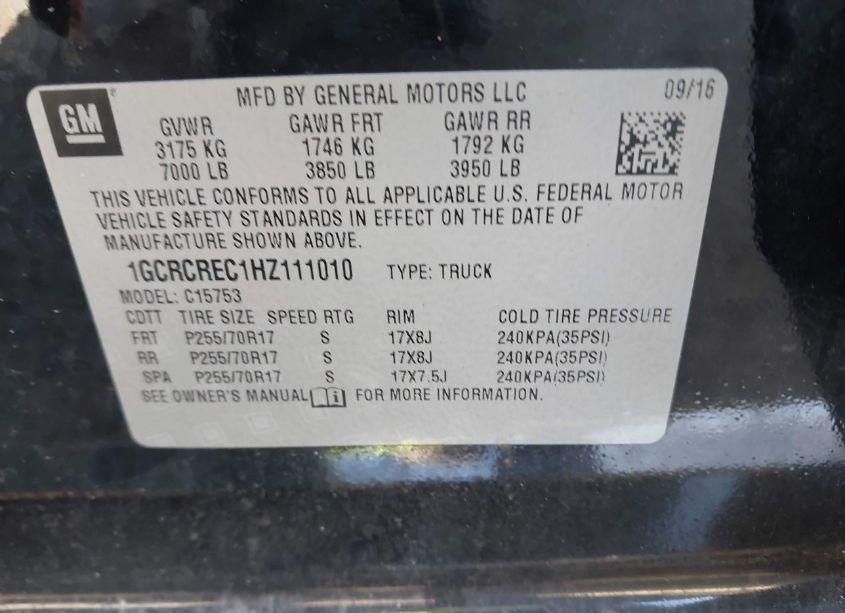 GM
MFD BY GENERAL MOTORS LLC 09/16
GVWR GAWR FRT GAWR RR
3175 KG 1746 KG 1792 KG
7000 LB 3850 LB 3950 LB
THIS VEHICLE CONFORMS TO ALL APPLICABLE U.S. FEDERAL MOTOR
VEHICLE SAFETY STANDARDS IN EFFECT ON THE DATE OF
MANUFACTURE SHOWN ABOVE.
1GCRCREC1HZ111010 TYPE: TRUCK
MODEL: C15753
CDTT TIRE SIZE SPEED RTG RIM COLD TIRE PRESSURE
FRT P255/70R17 S 17X8J 240KPA(35PSI)
RR P255/70R17 S 17X8J 240KPA(35PSI)
SPA P255/70R17 S 17X7.5J 240KPA(35PSI)
SEE OWNER'S MANUAL FOR MORE INFORMATION.